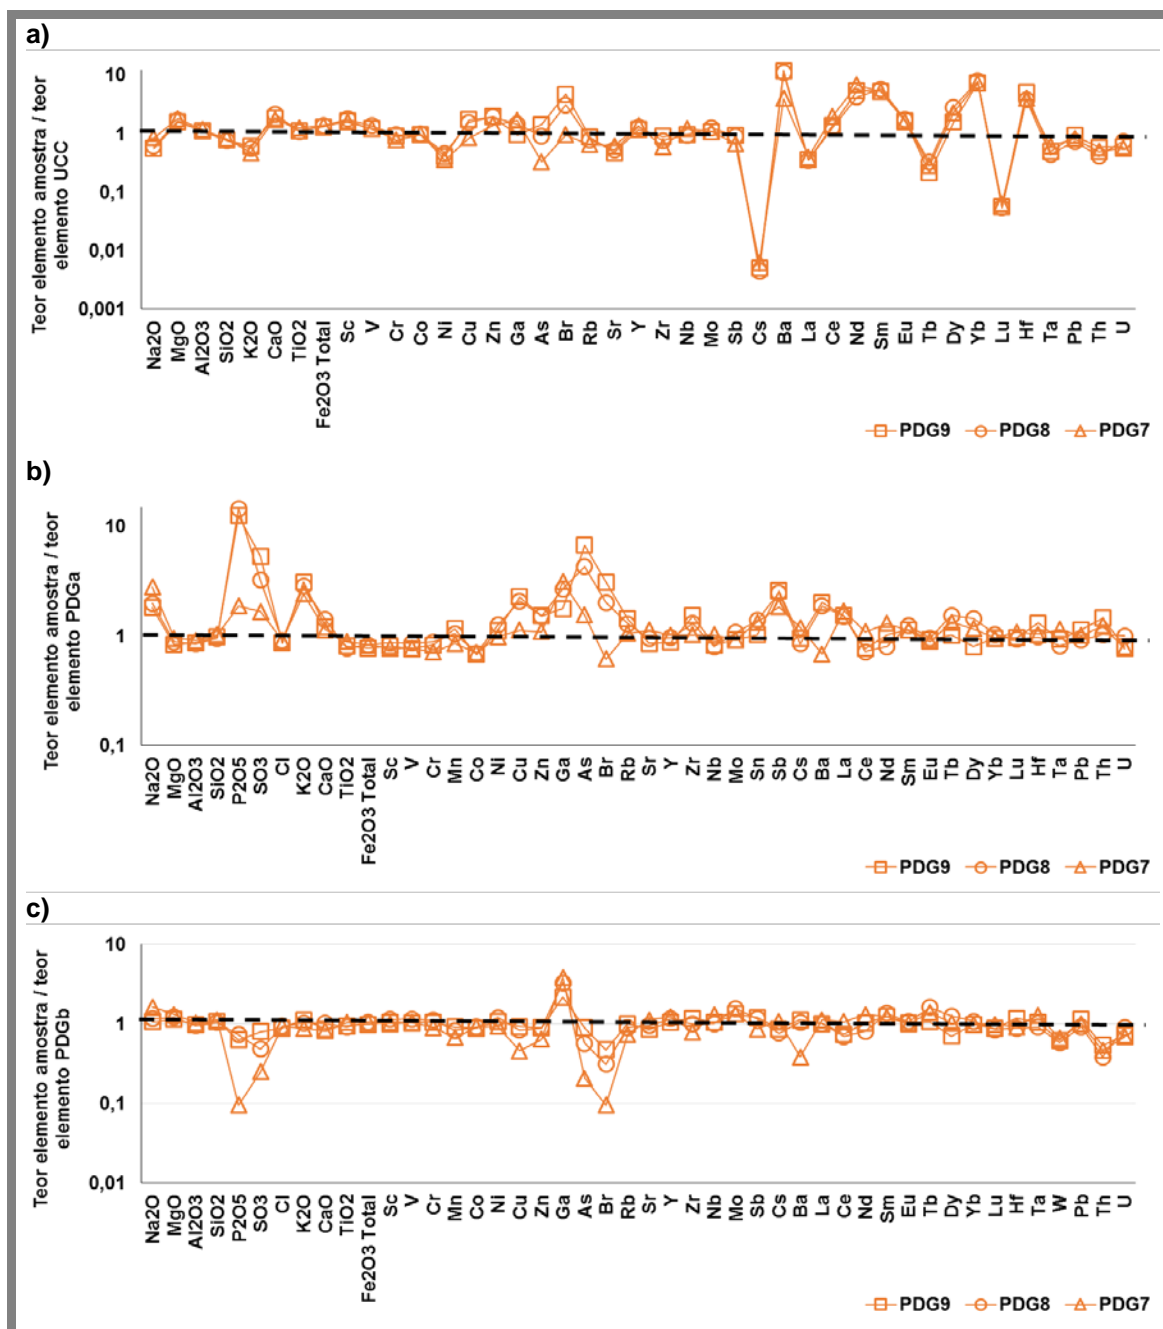 a)
Teor elemento amostra / teor
elemento UCC
10
1
0,1
0,01
0,001
Na2O
MgO
Al2O3
SiO2
K2O
CaO
TiO2
Fe2O3 Total
Sc
V
Cr
Co
Ni
Cu
Zn
Ga
As
Br
Rb
Sr
Y
Zr
Nb
Mo
Sb
Cs
Ba
La
Ce
Nd
Sm
Eu
Tb
Dy
Yb
Lu
Hf
Ta
Pb
Th
U
PDG9 PDG8 PDG7
b)
Teor elemento amostra / teor
elemento PDGa
10
1
0,1
Na2O
MgO
Al2O3
SiO2
P2O5
SO3
Cl
K2O
CaO
TiO2
Fe2O3 Total
Sc
V
Cr
Mn
Co
Ni
Cu
Zn
Ga
As
Br
Rb
Sr
Y
Zr
Nb
Mo
Sn
Sb
Cs
Ba
La
Ce
Nd
Sm
Eu
Tb
Dy
Yb
Lu
Hf
Ta
Pb
Th
U
PDG9 PDG8 PDG7
c)
Teor elemento amostra / teor
elemento PDGb
10
1
0,1
0,01
Na2O
MgO
Al2O3
SiO2
P2O5
SO3
Cl
K2O
CaO
TiO2
Fe2O3 Total
Sc
V
Cr
Mn
Co
Ni
Cu
Zn
Ga
As
Br
Rb
Sr
Y
Zr
Nb
Mo
Sb
Cs
Ba
La
Ce
Nd
Sm
Eu
Tb
Dy
Yb
Lu
Hf
Ta
W
Pb
Th
U
PDG9 PDG8 PDG7